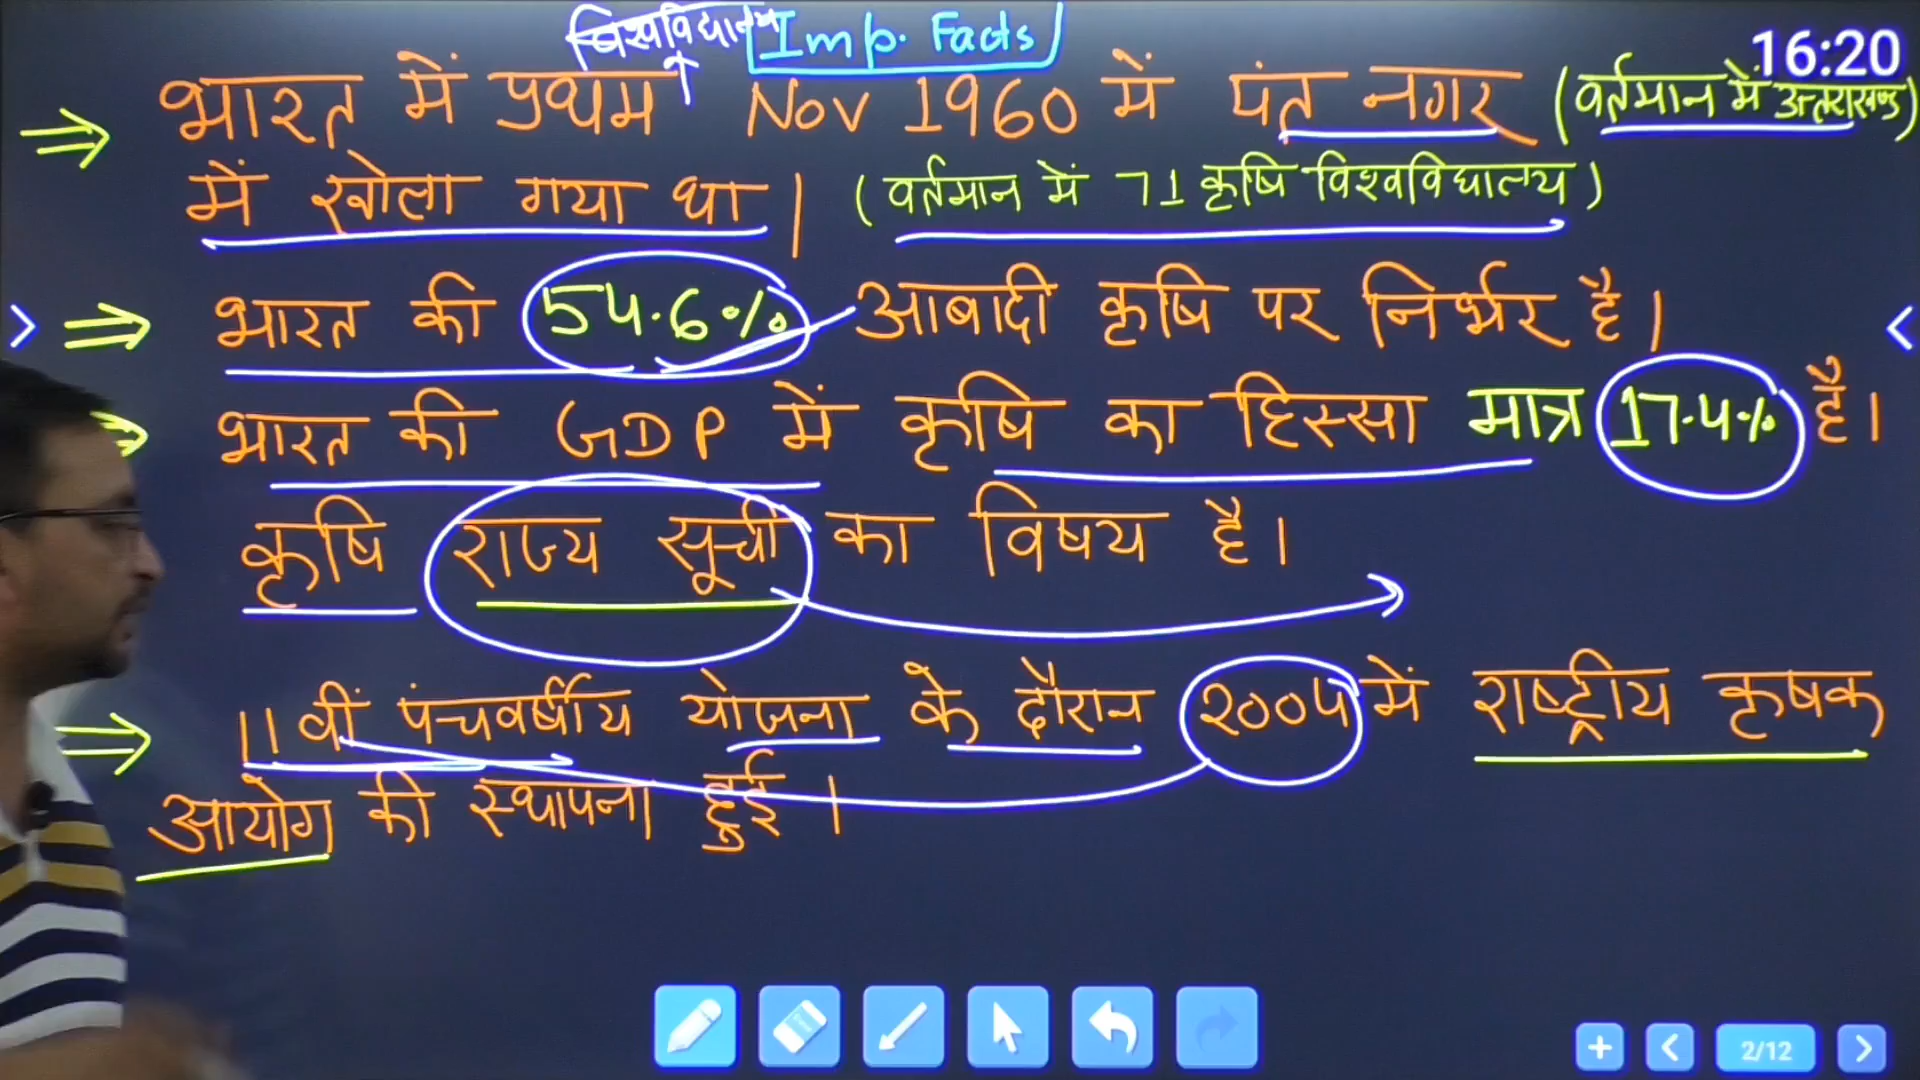 विश्वविद्यालय Imp. Facts
16:20
भारत में प्रथम Nov 1960 में पंत नगर (वर्तमान में उत्तराखण्ड)
में खोला गया था | (वर्तमान में 71 कृषि विश्वविद्यालय)
भारत की 54.6% आबादी कृषि पर निर्भर है |
भारत की GDP में कृषि का हिस्सा मात्र 17.4% है |
कृषि राज्य सूची का विषय है |
11 वीं पंचवर्षीय योजना के दौरान 2004 में राष्ट्रीय कृषक
आयोग की स्थापना हुई |
2/12